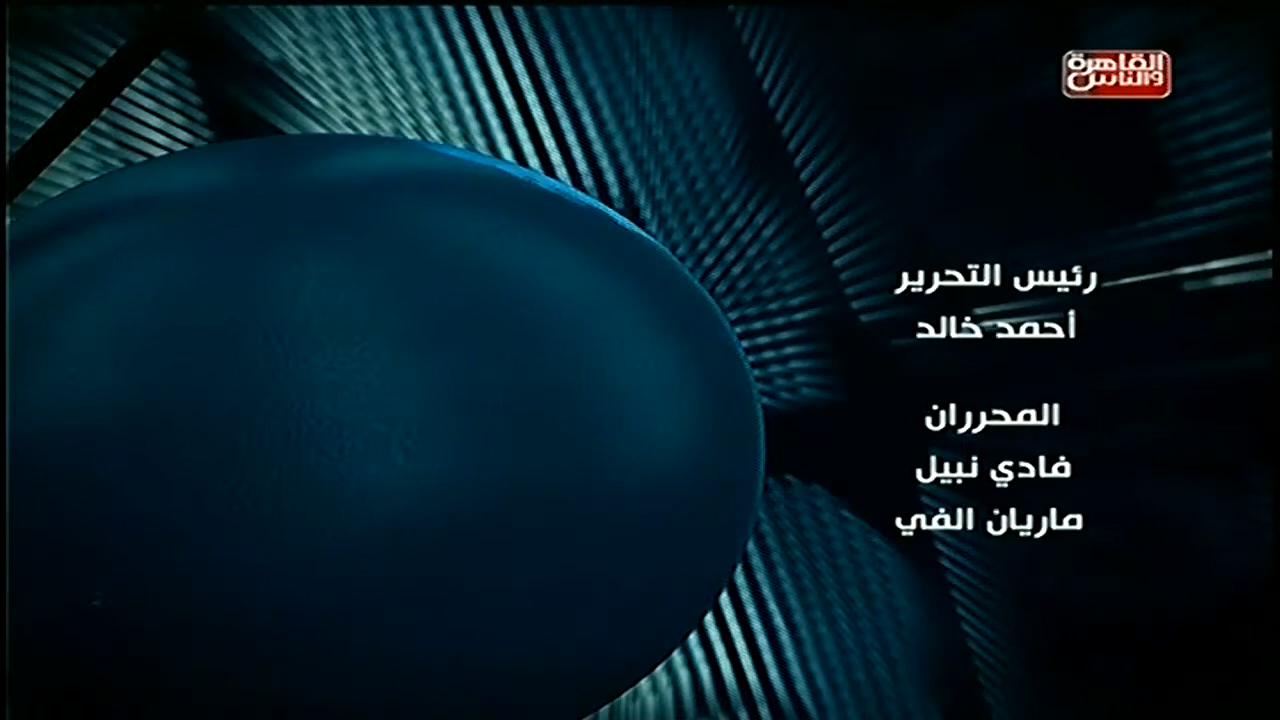 القاهرة
والناس
رئيس التحرير
أحمد خالد
المحرران
فادي نبيل
ماريان الفي